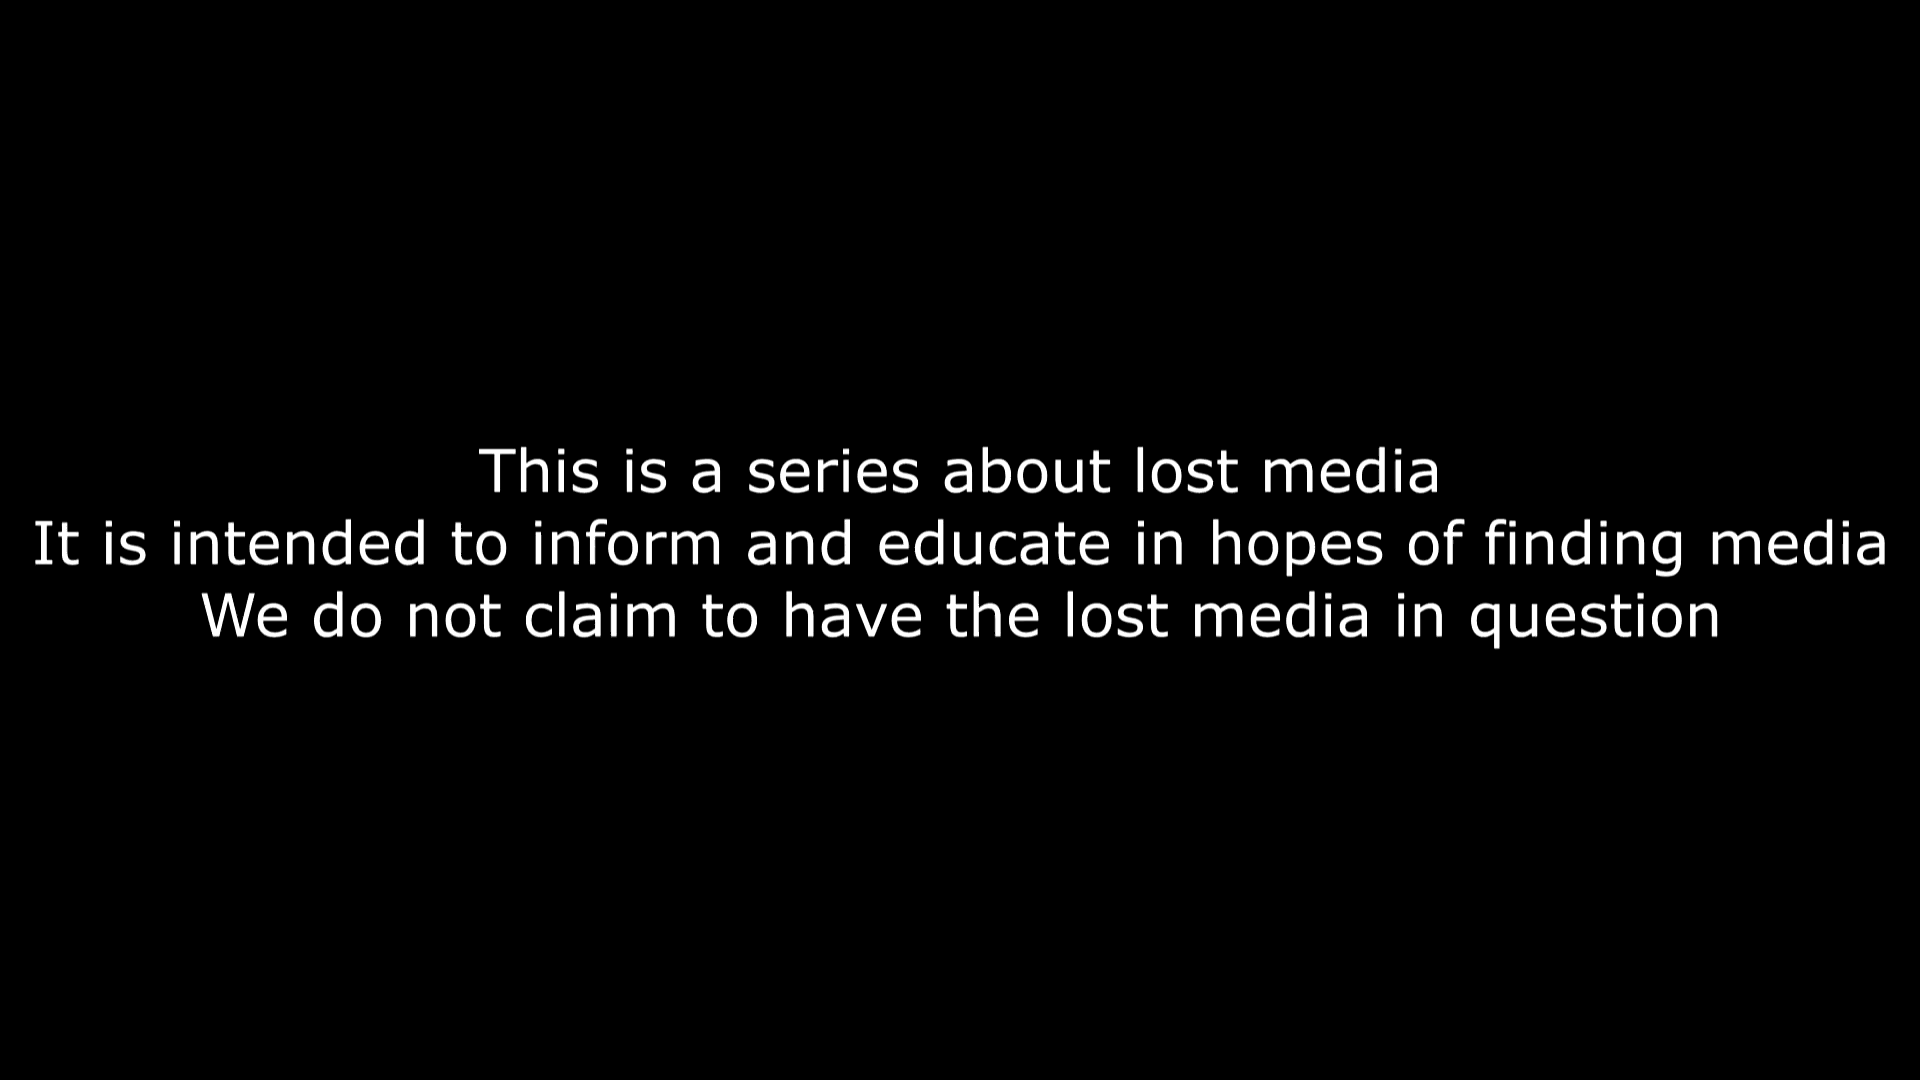 This is a series about lost media
It is intended to inform and educate in hopes of finding media
We do not claim to have the lost media in question